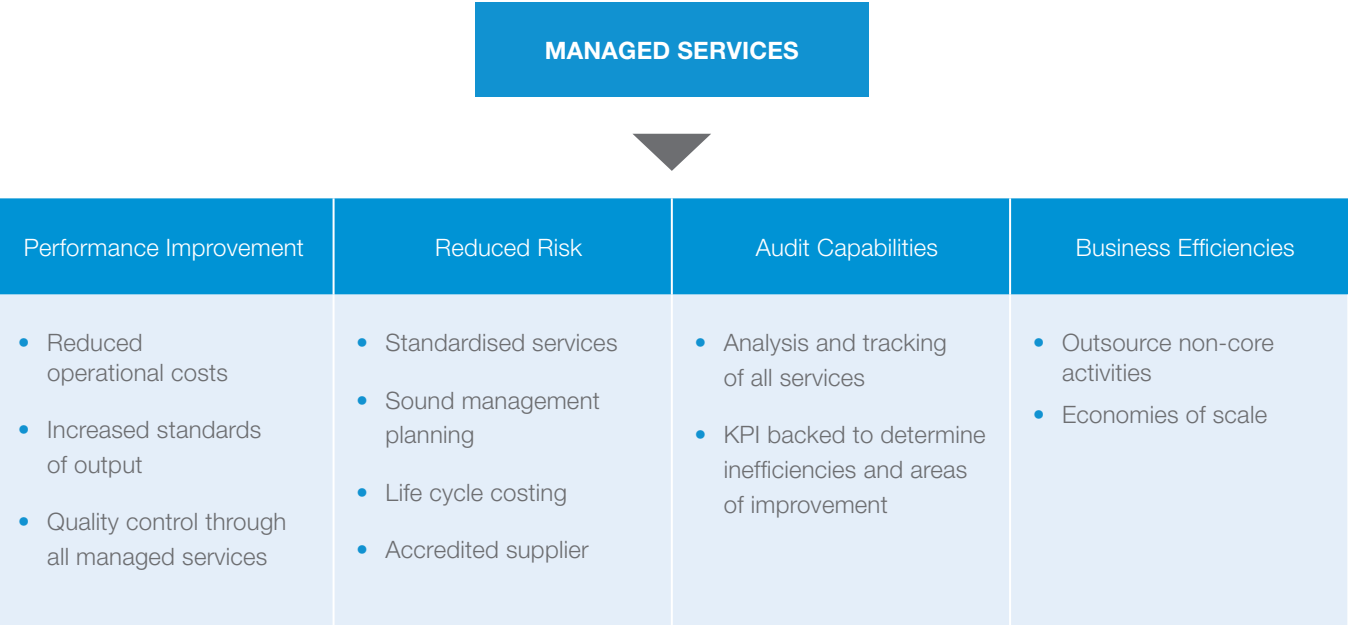 MANAGED SERVICES
Performance Improvement
Reduced Risk
Audit Capabilities
Business Efficiencies
• Reduced
operational costs
• Increased standards
of output
• Quality control through
all managed services
• Standardised services
• Sound management
planning
• Life cycle costing
• Accredited supplier
• Analysis and tracking
of all services
• KPI backed to determine
inefficiencies and areas
of improvement
• Outsource non-core
activities
• Economies of scale